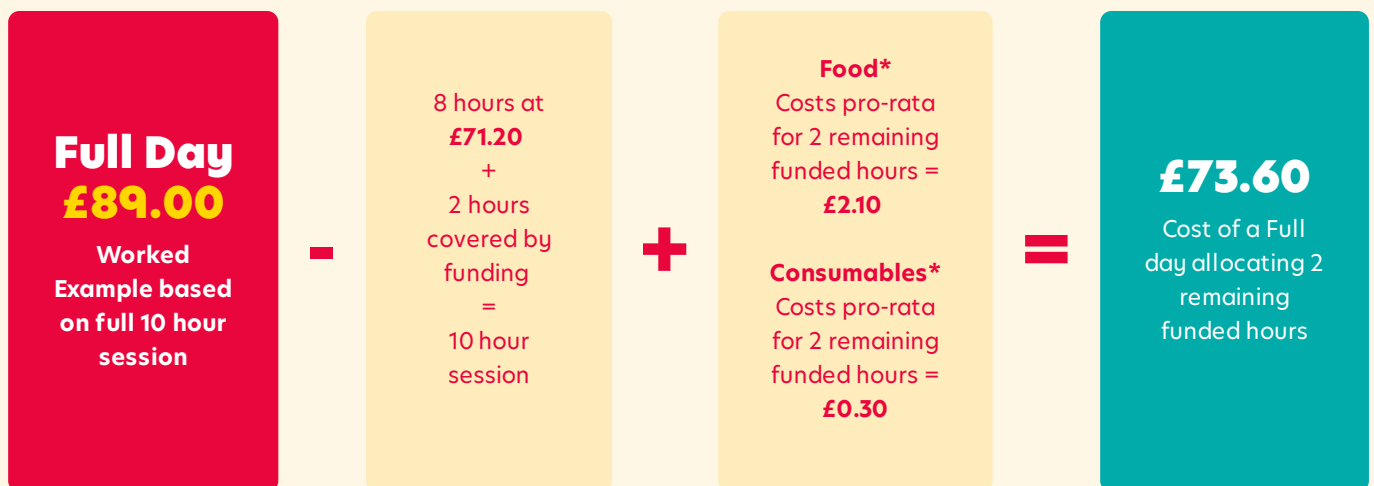 Full Day
£89.00
Worked
Example based
on full 10 hour
session
-
8 hours at
£71.20
+
2 hours
covered by
funding
=
10 hour
session
+
Food*
Costs pro-rata
for 2 remaining
funded hours =
£2.10
Consumables*
Costs pro-rata
for 2 remaining
funded hours =
£0.30
=
£73.60
Cost of a Full
day allocating 2
remaining
funded hours